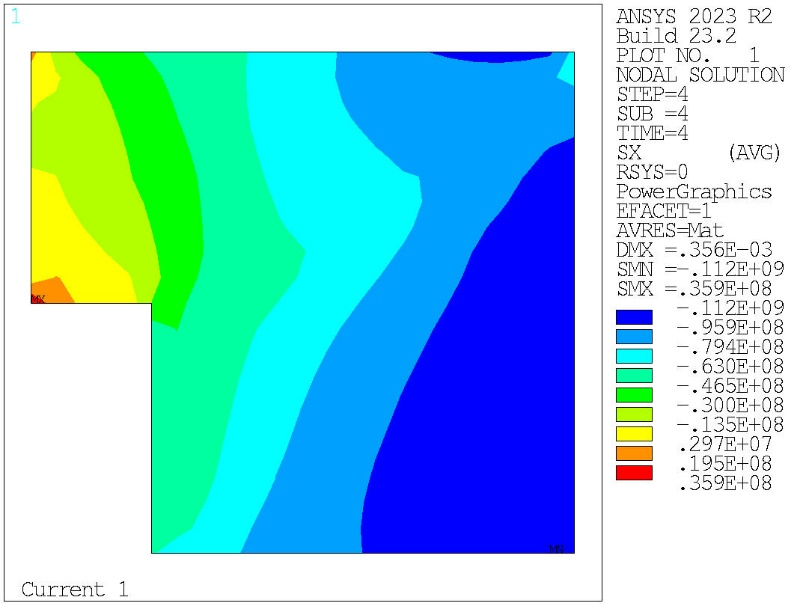 1
ANSYS 2023 R2
Build 23.2
PLOT NO.   1
NODAL SOLUTION
STEP=4
SUB =4
TIME=4
SX       (AVG)
RSYS=0
PowerGraphics
EFACET=1
AVRES=Mat
DMX =.356E-03
SMN =-.112E+09
SMX =.359E+08
-.112E+09
-.959E+08
-.794E+08
-.630E+08
-.465E+08
-.300E+08
-.135E+08
.297E+07
.195E+08
.359E+08
MX
MN
Current 1